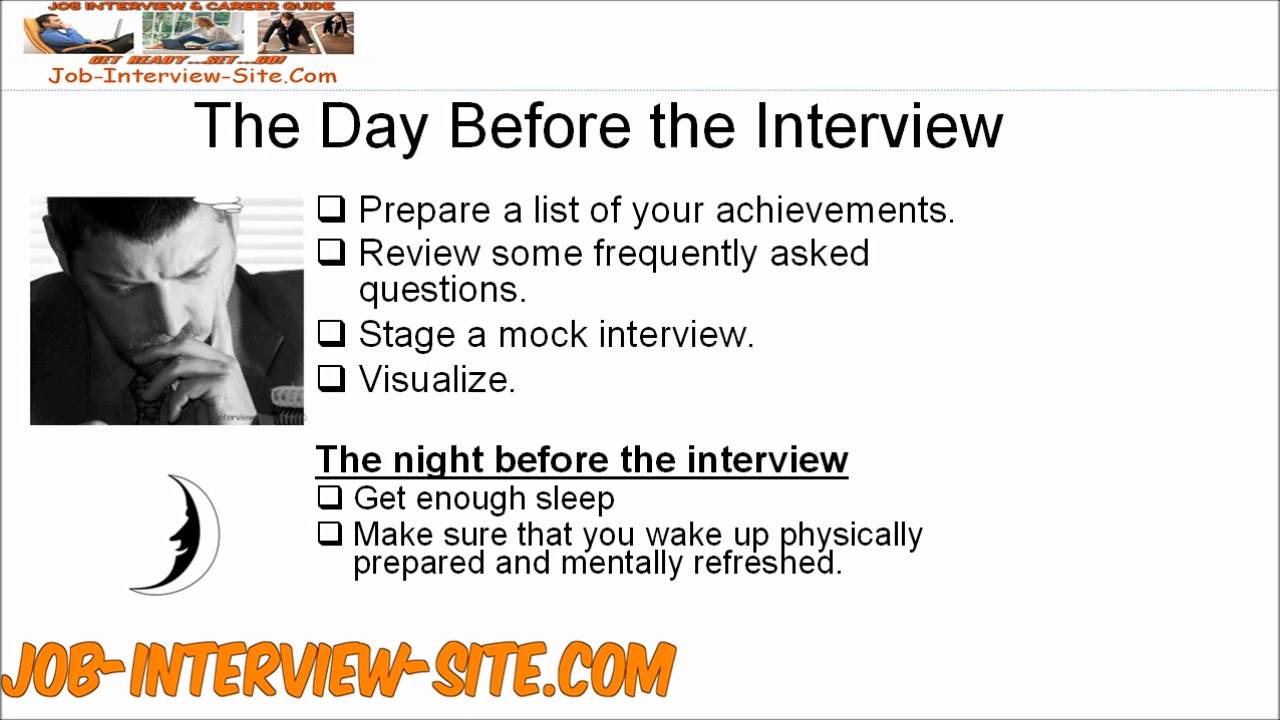 JOB INTERVIEW & CAREER GUIDE
GET READY...SET...GO!
Job-Interview-Site.Com
The Day Before the Interview
❑ Prepare a list of your achievements.
❑ Review some frequently asked
questions.
❑ Stage a mock interview.
❑ Visualize.
The night before the interview
❑ Get enough sleep
❑ Make sure that you wake up physically
prepared and mentally refreshed.
JOB-INTERVIEW-SITE.COM